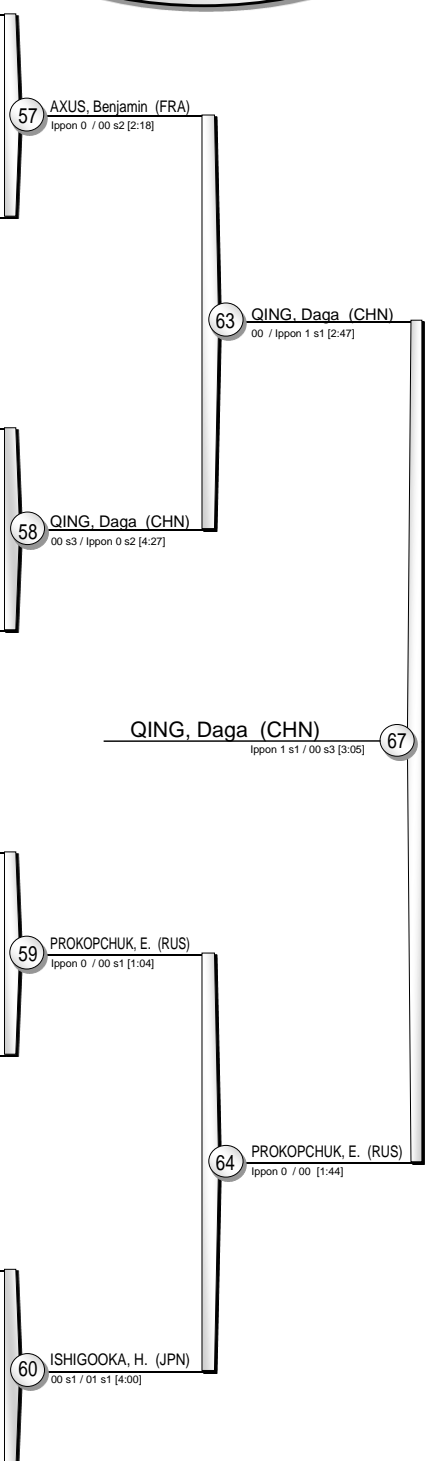 57 AXUS, Benjamin (FRA)
Ippon 0 / 00 s2 [2:18]
63 QING, Daga (CHN)
00 / Ippon 1 s1 [2:47]
58 QING, Daga (CHN)
00 s3 / Ippon 0 s2 [4:27]
QING, Daga (CHN) 67
Ippon 1 s1 / 00 s3 [3:05]
59 PROKOPCHUK, E. (RUS)
Ippon 0 / 00 s1 [1:04]
64 PROKOPCHUK, E. (RUS)
Ippon 0 / 00 [1:44]
60 ISHIGOOKA, H. (JPN)
00 s1 / 01 s1 [4:00]